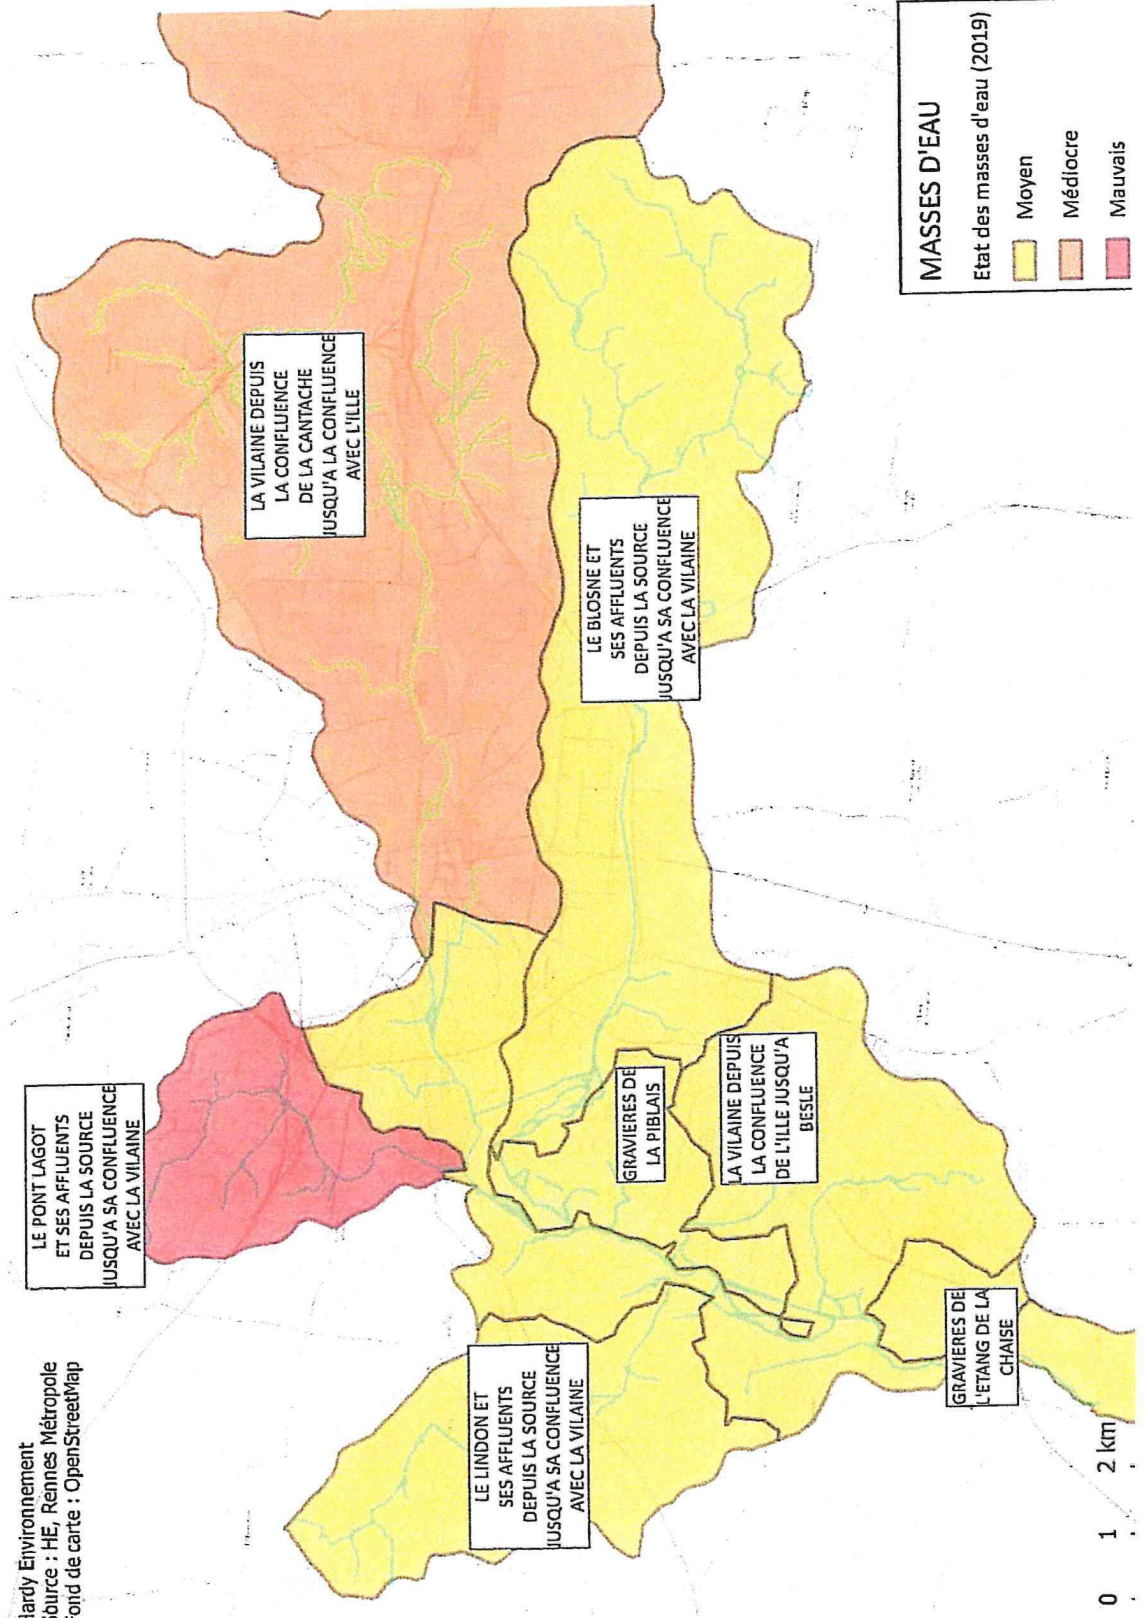 Hardy Environnement
Source : HE, Rennes Métropole
Fond de carte : OpenStreetMap
LE PONT LAGOT
ET SES AFFLUENTS
DEPUIS LA SOURCE
JUSQU'A SA CONFLUENCE
AVEC LA VILAINE
LA VILAINE DEPUIS
LA CONFLUENCE
DE LA CANTACHE
JUSQU'A LA CONFLUENCE
AVEC L'ILLE
LE LINDON ET
SES AFFLUENTS
DEPUIS LA SOURCE
JUSQU'A SA CONFLUENCE
AVEC LA VILAINE
GRAVIERES DE
LA PIBLAIS
LE BLOSNE ET
SES AFFLUENTS
DEPUIS LA SOURCE
JUSQU'A SA CONFLUENCE
AVEC LA VILAINE
LA VILAINE DEPUIS
LA CONFLUENCE
DE L'ILLE JUSQU'A
BESLE
GRAVIERES DE
L'ETANG DE LA
CHAISE
0 1 2 km
MASSES D'EAU
Etat des masses d'eau (2019)
Moyen
Médiocre
Mauvais